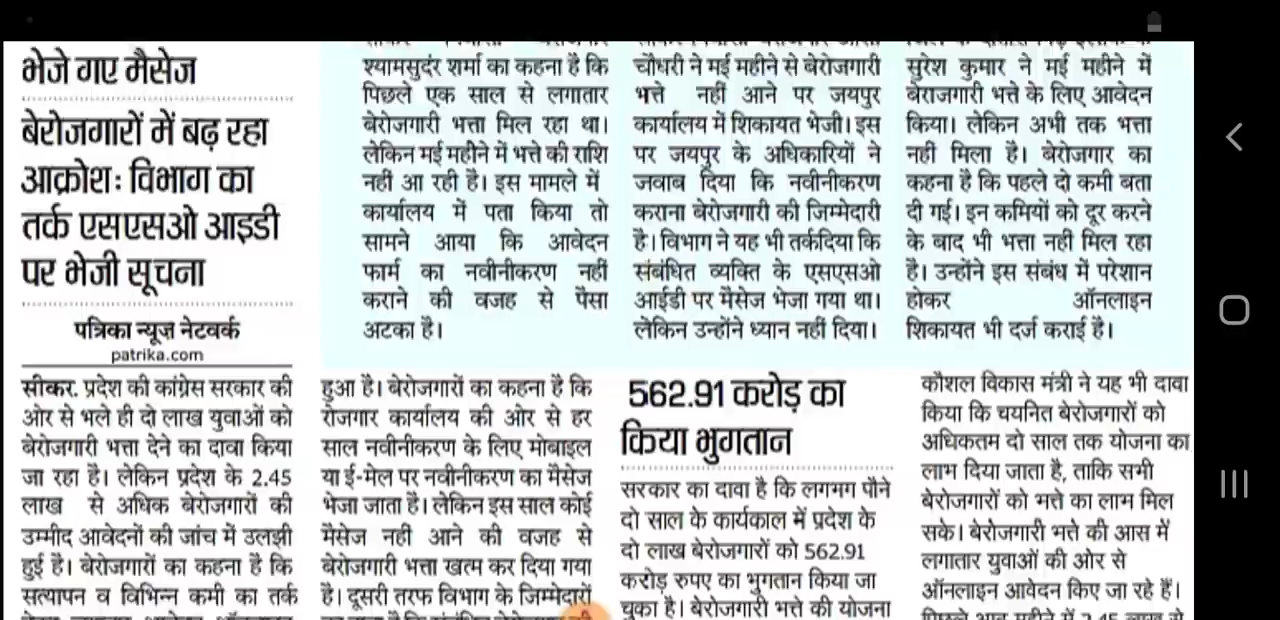 भेजे गए मैसेज
बेरोजगारों में बढ़ रहा
आक्रोश: विभाग का
तर्क एसएसओ आइडी
पर भेजी सूचना
पत्रिका न्यूज़ नेटवर्क
patrika.com
श्यामसुदंर शर्मा का कहना है कि
पिछले एक साल से लगातार
बेरोजगारी भत्ता मिल रहा था।
लेकिन मई महीने में भत्ते की राशि
नहीं आ रही है। इस मामले में
कार्यालय में पता किया तो
सामने आया कि आवेदन
फार्म का नवीनीकरण नहीं
कराने की वजह से पैसा
अटका है।
चौधरी ने मई महीने से बेरोजगारी
भत्ते नहीं आने पर जयपुर
कार्यालय में शिकायत भेजी। इस
पर जयपुर के अधिकारियों ने
जवाब दिया कि नवीनीकरण
कराना बेरोजगारी की जिम्मेदारी
है। विभाग ने यह भी तर्कदिया कि
संबंधित व्यक्ति के एसएसओ
आईडी पर मैसेज भेजा गया था।
लेकिन उन्होंने ध्यान नहीं दिया।
सुरेश कुमार ने मई महीने में
बेराजगारी भत्ते के लिए आवेदन
किया। लेकिन अभी तक भत्ता
नहीं मिला है। बेरोजगार का
कहना है कि पहले दो कमी बता
दी गई। इन कमियों को दूर करने
के बाद भी भत्ता नहीं मिल रहा
है। उन्होंने इस संबंध में परेशान
होकर ऑनलाइन
शिकायत भी दर्ज कराई है।
सीकर. प्रदेश की कांग्रेस सरकार की
ओर से भले ही दो लाख युवाओं को
बेरोजगारी भत्ता देने का दावा किया
जा रहा है। लेकिन प्रदेश के 2.45
लाख से अधिक बेरोजगारों की
उम्मीद आवेदनों की जांच में उलझी
हुई है। बेरोजगारों का कहना है कि
सत्यापन व विभिन्न कमी का तर्क
हुआ है। बेरोजगारों का कहना है कि
रोजगार कार्यालय की ओर से हर
साल नवीनीकरण के लिए मोबाइल
या ई-मेल पर नवीनीकरण का मैसेज
भेजा जाता है। लेकिन इस साल कोई
मैसेज नहीं आने की वजह से
बेरोजगारी भत्ता खत्म कर दिया गया
है। दूसरी तरफ विभाग के जिम्मेदारों
562.91 करोड़ का
किया भुगतान
सरकार का दावा है कि लगभग पौने
दो साल के कार्यकाल में प्रदेश के
दो लाख बेरोजगारों को 562.91
करोड़ रुपए का भुगतान किया जा
चुका है। बेरोजगारी भत्ते की योजना
कौशल विकास मंत्री ने यह भी दावा
किया कि चयनित बेरोजगारों को
अधिकतम दो साल तक योजना का
लाभ दिया जाता है, ताकि सभी
बेरोजगारों को भत्ते का लाभ मिल
सके। बेरोजगारी भत्ते की आस में
लगातार युवाओं की ओर से
ऑनलाइन आवेदन किए जा रहे हैं।